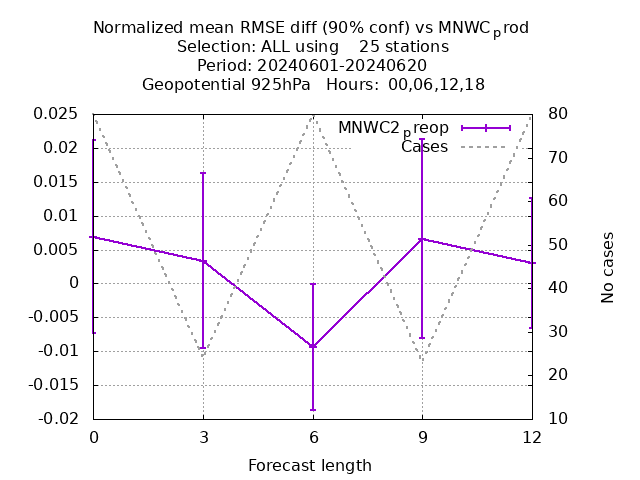 Normalized mean RMSE diff (90% conf) vs MNWCprod
Selection: ALL using    25 stations
Period: 20240601-20240620
Geopotential 925hPa   Hours:  00,06,12,18
MNWC2preop
Cases
0.025
0.02
0.015
0.01
0.005
0
-0.005
-0.01
-0.015
-0.02
80
70
60
50
40
30
20
10
No cases
0 3 6 9 12
Forecast length